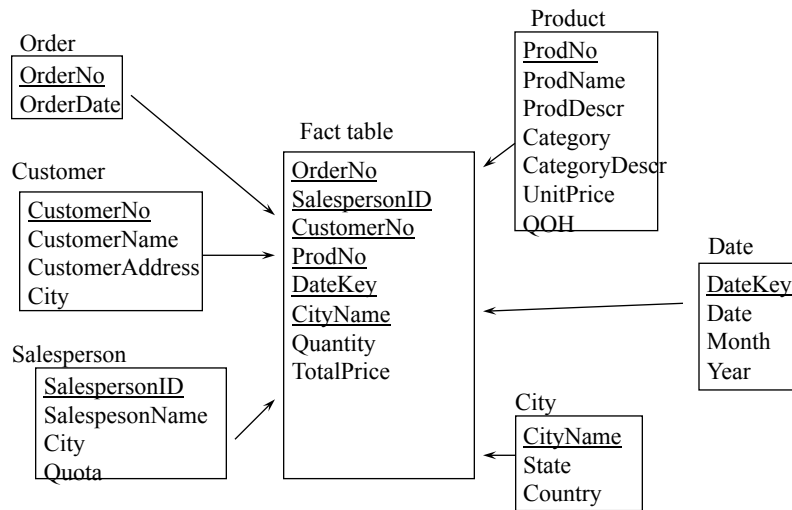 Order
OrderNo
OrderDate
Customer
CustomerNo
CustomerName
CustomerAddress
City
Salesperson
SalespersonID
SalespesonName
City
Quota
Fact table
OrderNo
SalespersonID
CustomerNo
ProdNo
DateKey
CityName
Quantity
TotalPrice
Product
ProdNo
ProdName
ProdDescr
Category
CategoryDescr
UnitPrice
QOH
Date
DateKey
Date
Month
Year
City
CityName
State
Country